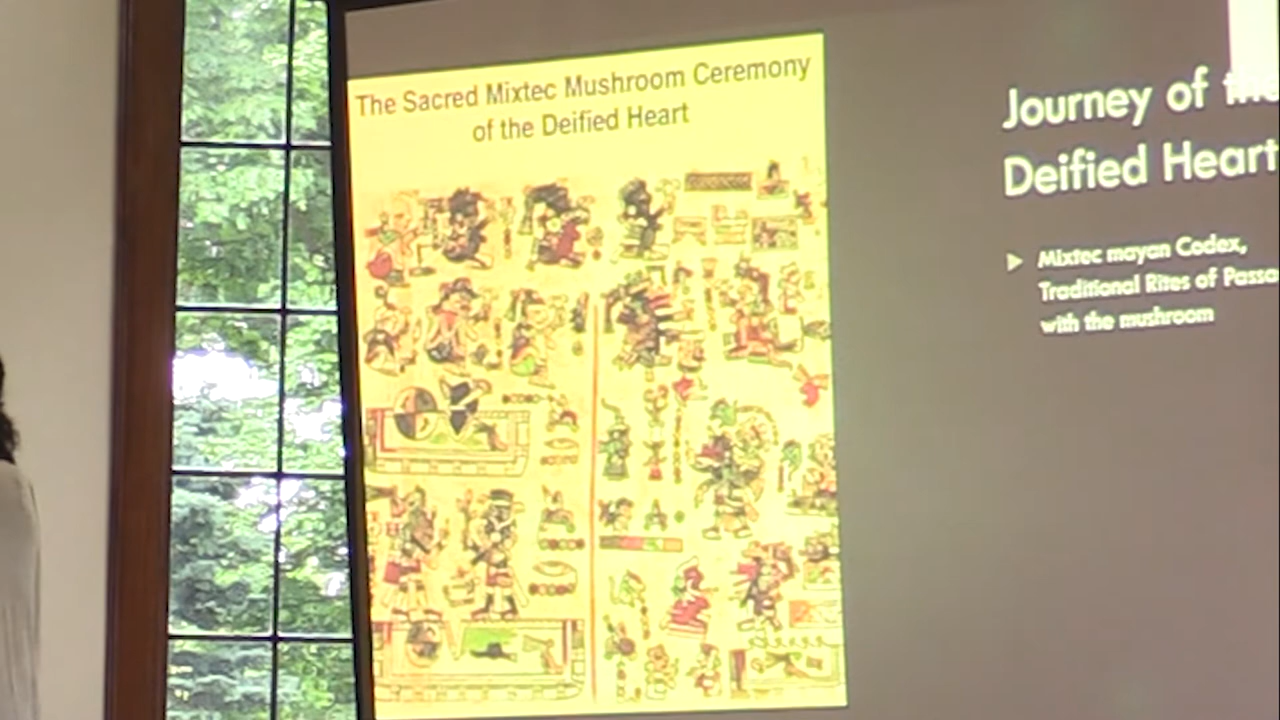 The Sacred Mixtec Mushroom Ceremony
of the Deified Heart
Journey of the
Deified Heart
Mixtec mayan Codex,
Traditional Rites of
with the mushroom